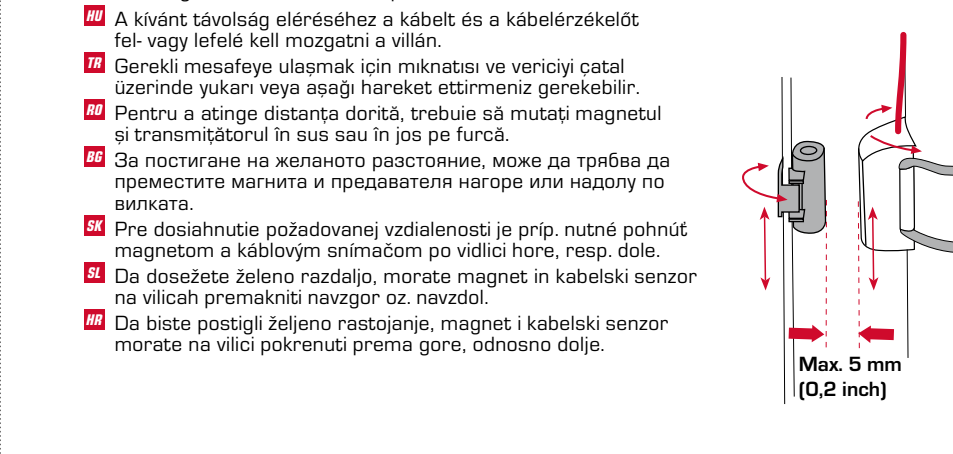 HU A kívánt távolság eléréséhez a kábelt és a kábelérzékelőt
fel- vagy lefelé kell mozgatni a villán.
TR Gerekli mesafeye ulaşmak için mıknatısı ve vericiyi çatal
üzerinde yukarı veya aşağı hareket ettirmeniz gerekebilir.
RO Pentru a atinge distanța dorită, trebuie să mutați magnetul
și transmițătorul în sus sau în jos pe furcă.
BG За постигане на желаното разстояние, може да трябва да
преместите магнита и предавателя нагоре или надолу по
вилката.
SK Pre dosiahnutie požadovanej vzdialenosti je príp. nutné pohnúť
magnetom a káblovým snímačom po vidlici hore, resp. dole.
SL Da dosežete želeno razdaljo, morate magnet in kabelski senzor
na vilicah premakniti navzgor oz. navzdol.
HR Da biste postigli željeno rastojanje, magnet i kabelski senzor
morate na vilici pokrenuti prema gore, odnosno dolje.
Max. 5 mm
(0,2 inch)